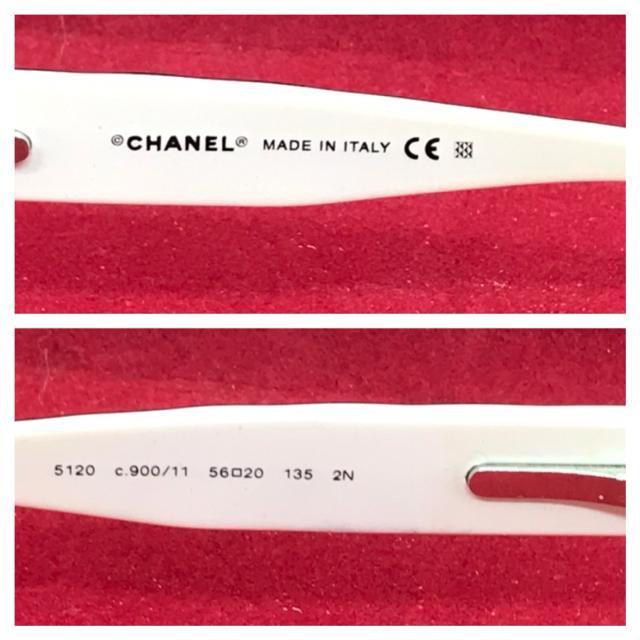 ©CHANEL® MADE IN ITALY CE
5120 c.900/11 56□20 135 2N